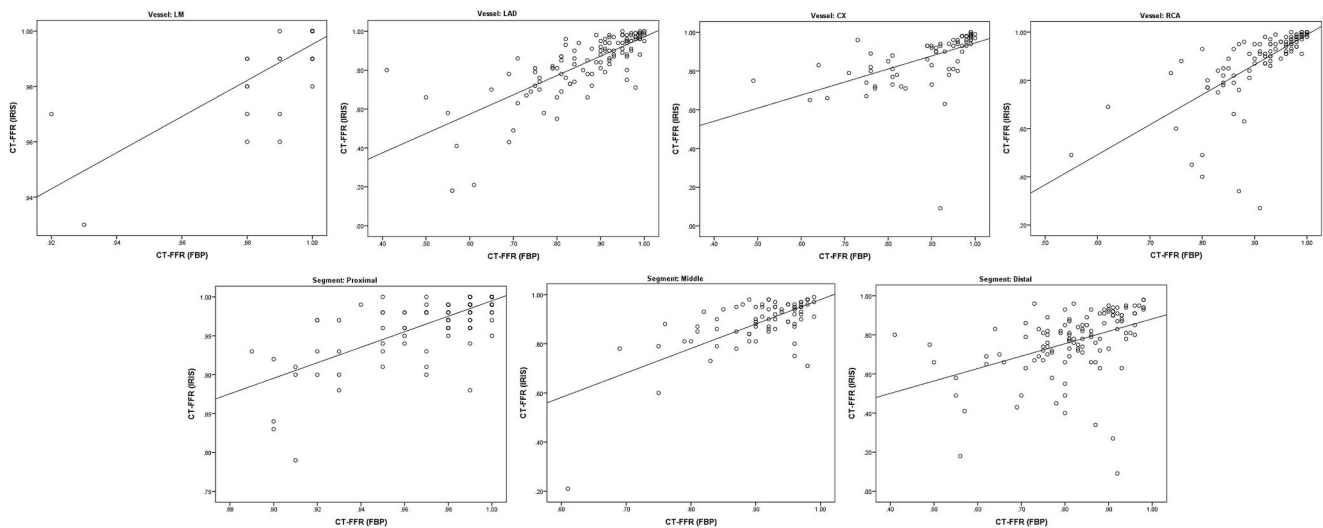 Vessel: LM
CT-FFR (IRIS)
1.00
.98
.96
.94
.92 .94 .96 .98 1.00
CT-FFR (FBP)
Vessel: LAD
CT-FFR (IRIS)
1.00
.80
.60
.40
.20
.00
.40 .50 .60 .70 .80 .90 1.00
CT-FFR (FBP)
Vessel: CX
CT-FFR (IRIS)
1.00
.80
.60
.40
.20
.00
.40 .50 .60 .70 .80 .90 1.00
CT-FFR (FBP)
Vessel: RCA
CT-FFR (IRIS)
1.00
.80
.60
.40
.20
.50 .60 .70 .80 .90 1.00
CT-FFR (FBP)
Segment: Proximal
CT-FFR (IRIS)
1.00
.95
.90
.85
.80
.75
.88 .90 .92 .94 .96 .98 1.00
CT-FFR (FBP)
Segment: Middle
CT-FFR (IRIS)
1.00
.80
.60
.40
.20
.60 .70 .80 .90 1.00
CT-FFR (FBP)
Segment: Distal
CT-FFR (IRIS)
1.00
.80
.60
.40
.20
.00
.40 .50 .60 .70 .80 .90 1.00
CT-FFR (FBP)